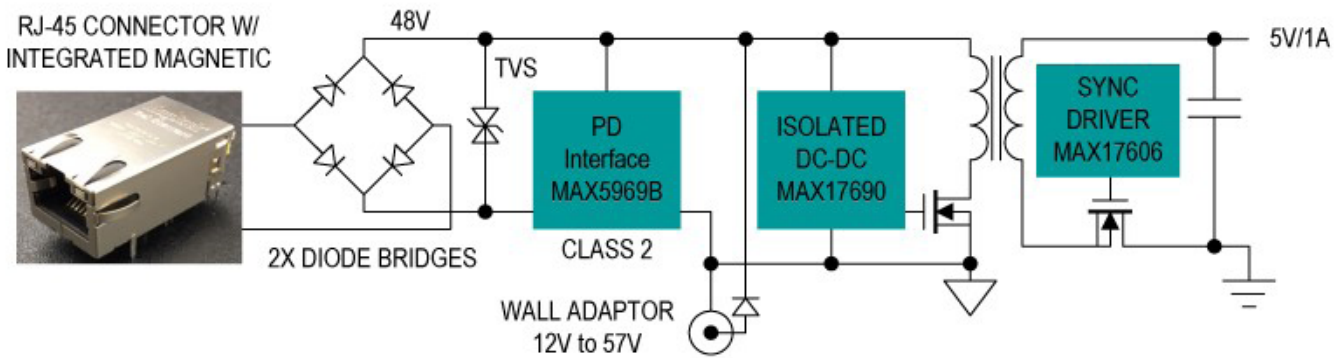 RJ-45 CONNECTOR W/
INTEGRATED MAGNETIC
48V
TVS
2X DIODE BRIDGES
PD
Interface
MAX5969B
CLASS 2
WALL ADAPTOR
12V to 57V
ISOLATED
DC-DC
MAX17690
SYNC
DRIVER
MAX17606
5V/1A